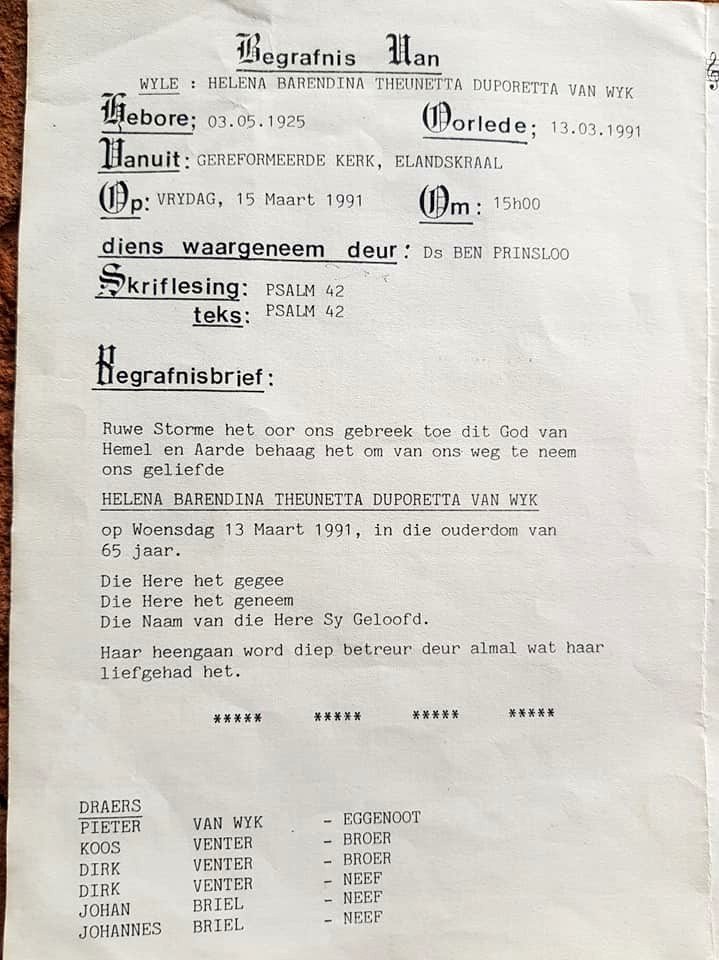 Begrafnis Van
WYLE : HELENA BARENDINA THEUNETTA DUPORETTA VAN WYK
Gebore; 03.05.1925 Oorlede; 13.03.1991
Vanuit: GEREFORMEERDE KERK, ELANDSKRAAL
Op: VRYDAG, 15 Maart 1991 Om: 15h00
diens waargeneem deur: Ds BEN PRINSLOO
Skriflesing: PSALM 42
teks: PSALM 42
Begrafnisbrief:
Ruwe Storme het oor ons gebreek toe dit God van
Hemel en Aarde behaag het om van ons weg te neem
ons geliefde
HELENA BARENDINA THEUNETTA DUPORETTA VAN WYK
op Woensdag 13 Maart 1991, in die ouderdom van
65 jaar.
Die Here het gegee
Die Here het geneem
Die Naam van die Here Sy Geloofd.
Haar heengaan word diep betreur deur almal wat haar
liefgehad het.
***** ***** ***** *****
DRAERS
PIETER VAN WYK - EGGENOOT
KOOS VENTER - BROER
DIRK VENTER - BROER
DIRK VENTER - NEEF
JOHAN BRIEL - NEEF
JOHANNES BRIEL - NEEF